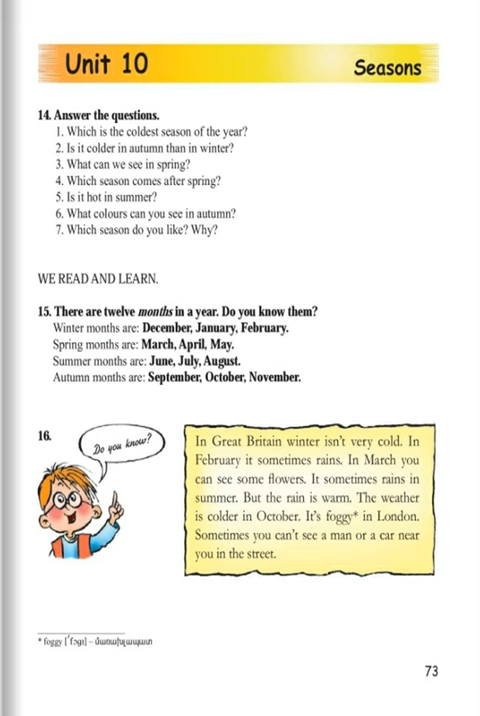 Unit 10
Seasons
14. Answer the questions.
1. Which is the coldest season of the year?
2. Is it colder in autumn than in winter?
3. What can we see in spring?
4. Which season comes after spring?
5. Is it hot in summer?
6. What colours can you see in autumn?
7. Which season do you like? Why?
WE READ AND LEARN.
15. There are twelve months in a year. Do you know them?
Winter months are: December, January, February.
Spring months are: March, April, May.
Summer months are: June, July, August.
Autumn months are: September, October, November.
16.
Do you know?
In Great Britain winter isn't very cold. In
February it sometimes rains. In March you
can see some flowers. It sometimes rains in
summer. But the rain is warm. The weather
is colder in October. It's foggy* in London.
Sometimes you can't see a man or a car near
you in the street.
* foggy [ˈfɔgı] – մառախլապատ
73